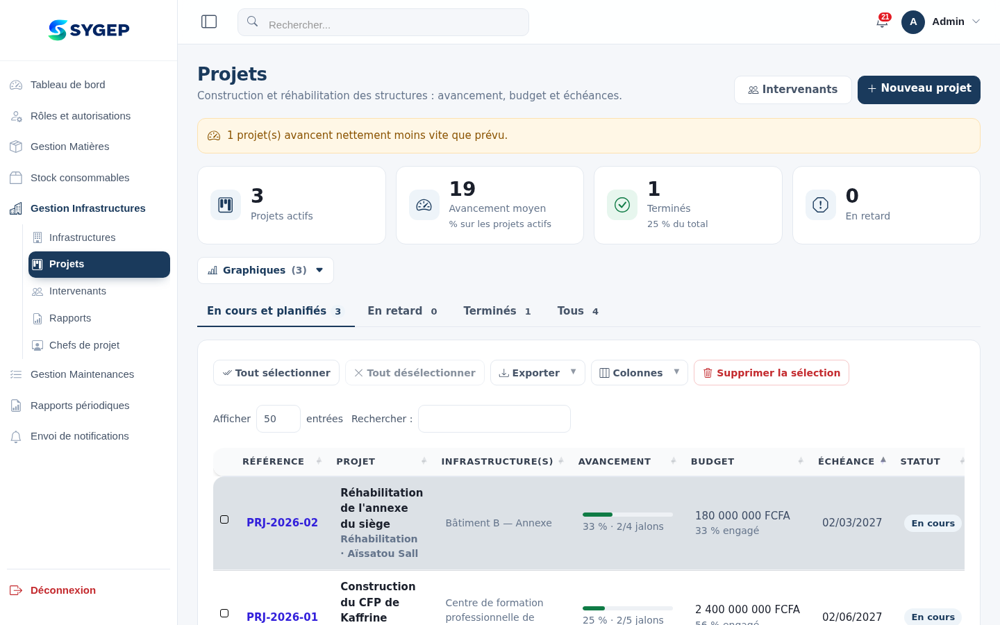 SYGEP
Rechercher...
21
A
Admin
Tableau de bord
Rôles et autorisations
Gestion Matières
Stock consommables
Gestion Infrastructures
Infrastructures
Projets
Intervenants
Rapports
Chefs de projet
Gestion Maintenances
Rapports périodiques
Envoi de notifications
Déconnexion
Projets
Construction et réhabilitation des structures : avancement, budget et échéances.
Intervenants
Nouveau projet
1 projet(s) avancent nettement moins vite que prévu.
3
Projets actifs
19
Avancement moyen
% sur les projets actifs
1
Terminés
25 % du total
0
En retard
Graphiques (3)
En cours et planifiés 3
En retard 0
Terminés 1
Tous 4
Tout sélectionner
Tout désélectionner
Exporter
Colonnes
Supprimer la sélection
Afficher 50 entrées Rechercher :
RÉFÉRENCE PROJET INFRASTRUCTURE(S) AVANCEMENT BUDGET ÉCHÉANCE STATUT
PRJ-2026-02
Réhabilitation
de l'annexe
du siège
Réhabilitation
· Aïssatou Sall
Bâtiment B — Annexe
33 % · 2/4 jalons
180 000 000 FCFA
33 % engagé
02/03/2027
En cours
PRJ-2026-01
Construction
du CFP de
Kaffrine
Centre de formation
professionnelle de
25 % · 2/5 jalons
2 400 000 000 FCFA
56 % engagé
02/06/2027
En cours